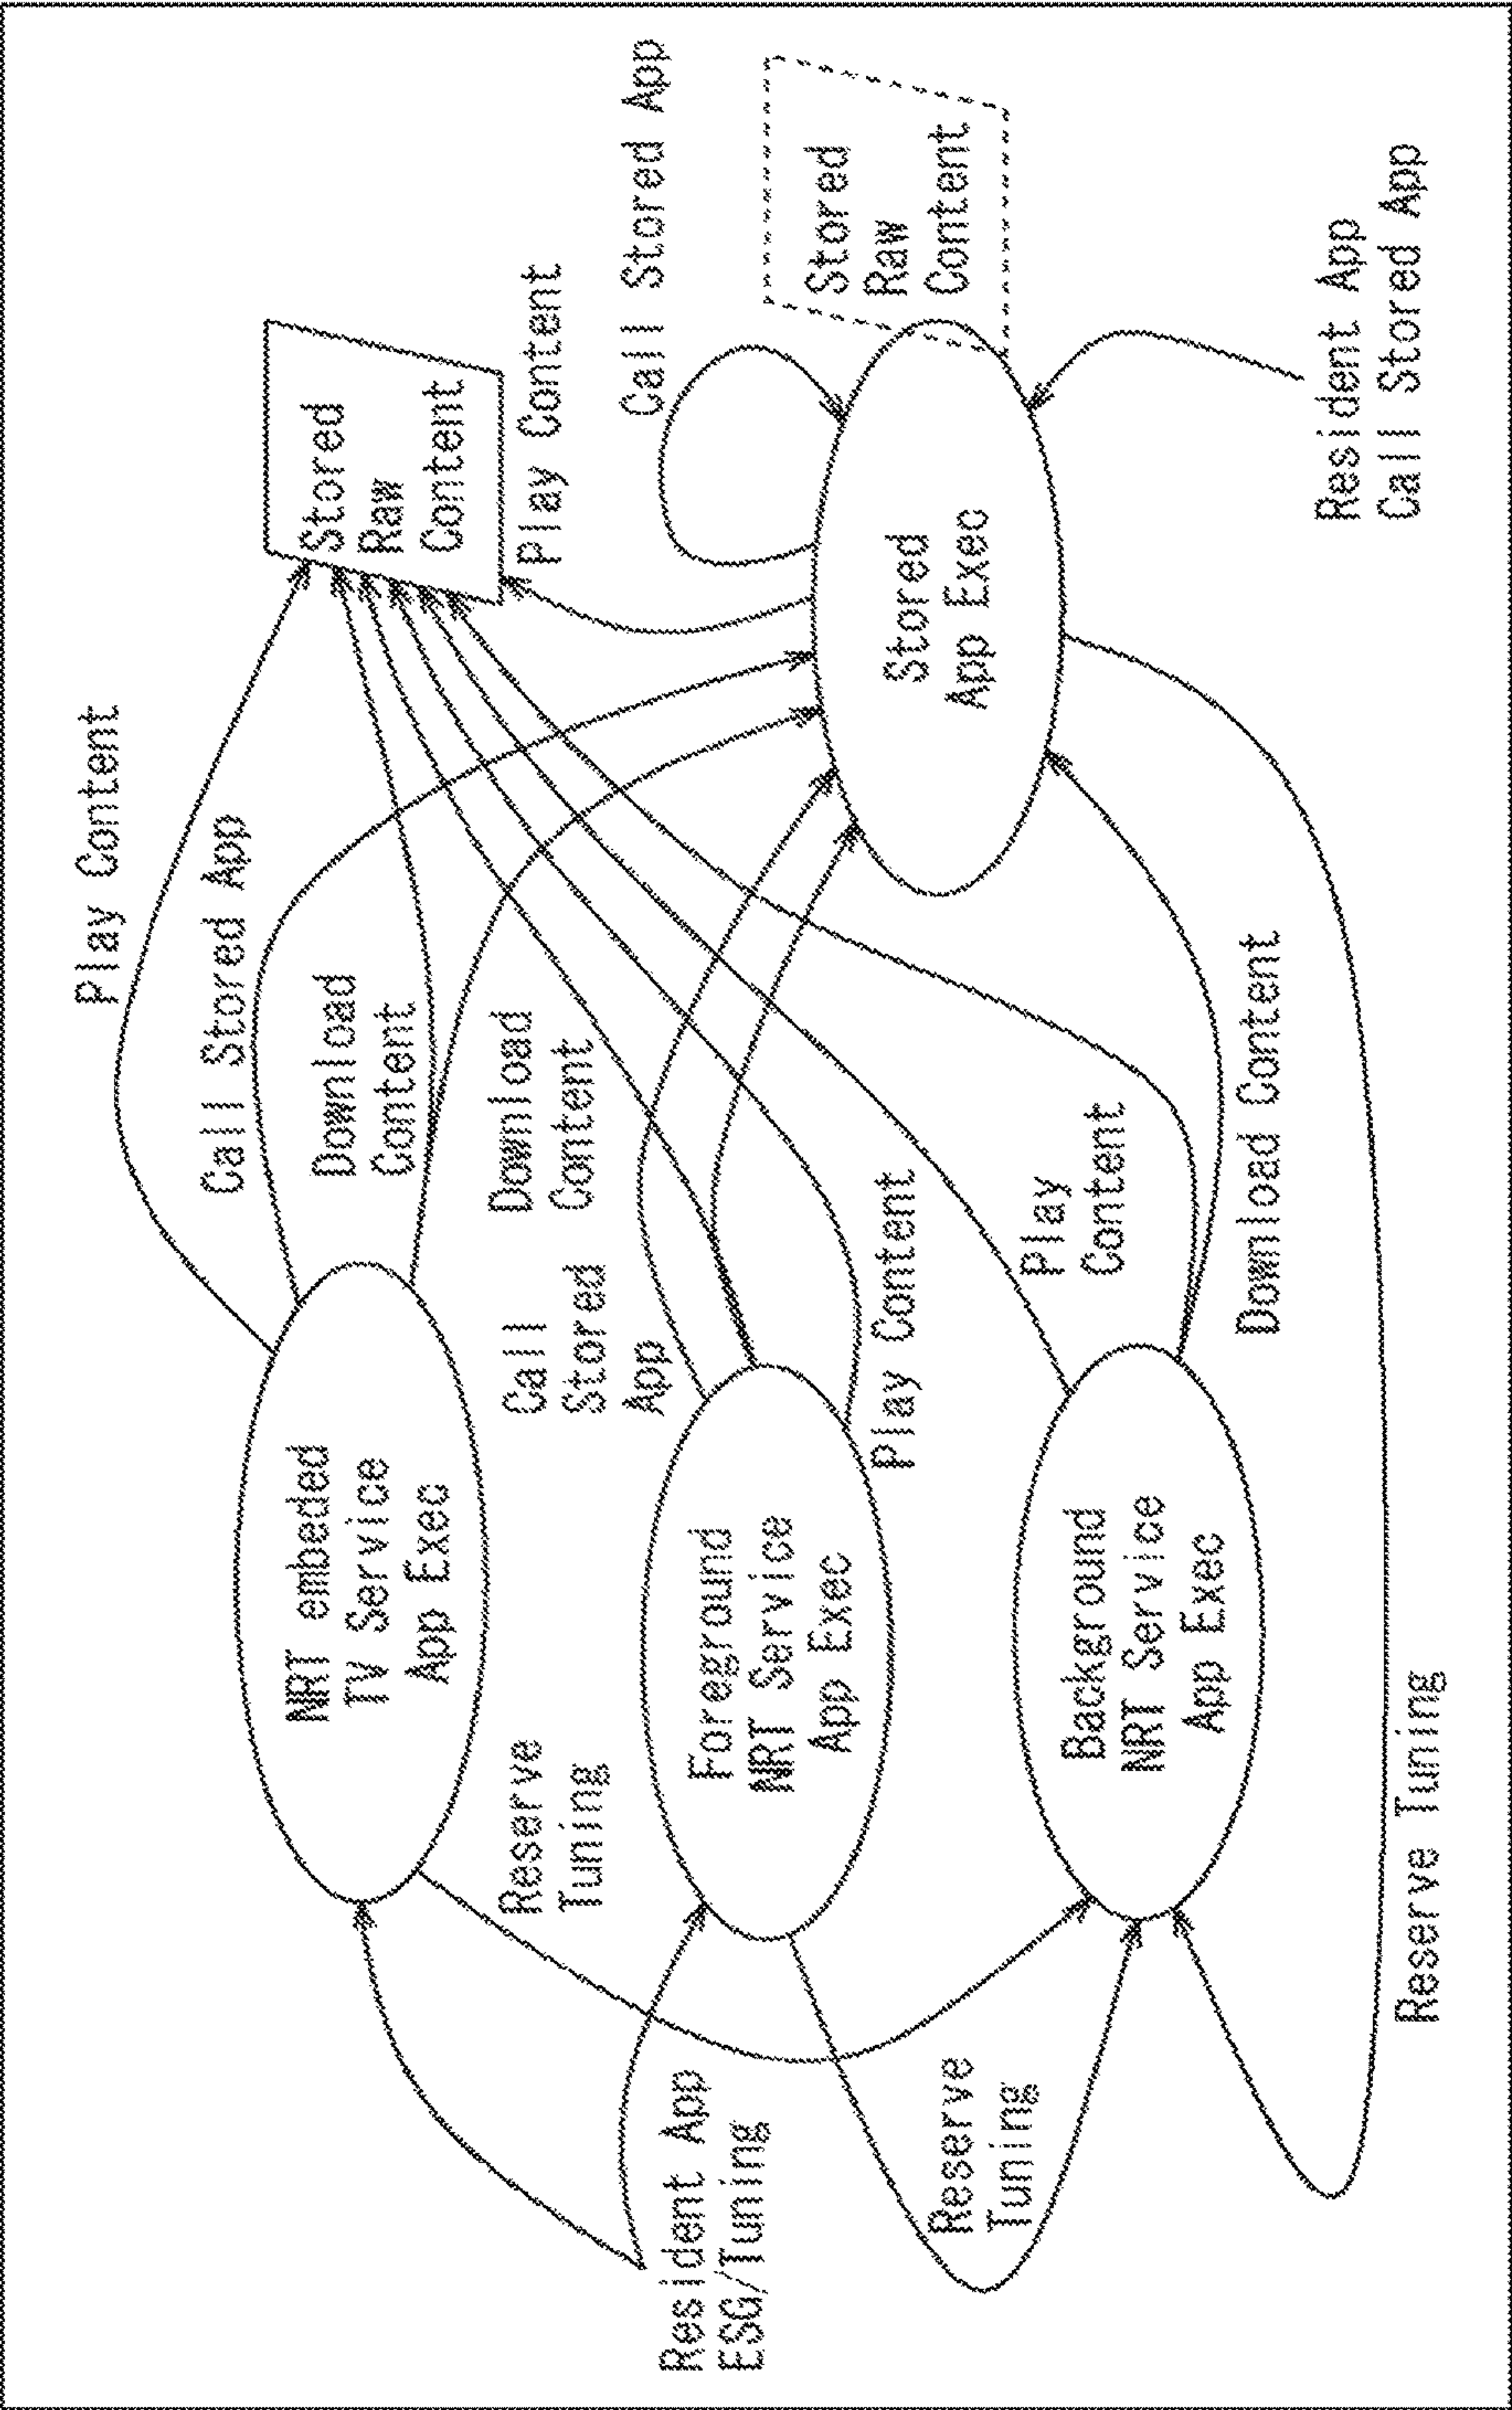 Play Content
Call Stored App
Download
Content
Download
Content
Call
Stored
App
NRT embeded
TV Service
App Exec
Reserve
Tuning
Resident App
ESG/Tuning
Foreground
NRT Service
App Exec
Play Content
Reserve
Tuning
Background
NRT Service
App Exec
Play
Content
Download Content
Reserve Tuning
Stored
Raw
Content
Play Content
Call Stored App
Stored
App Exec
Stored
Raw
Content
Resident App
Call Stored App